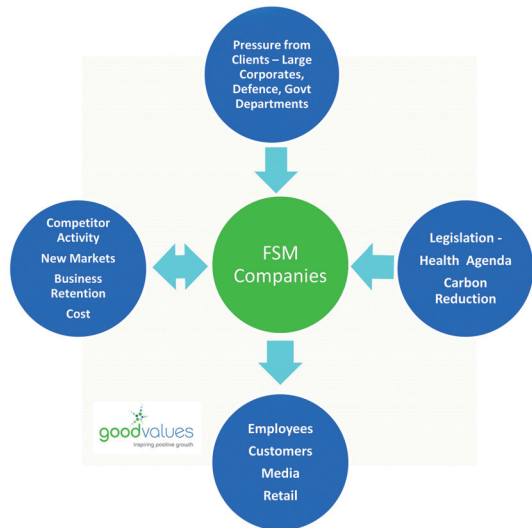 Pressure from
Clients – Large
Corporates,
Defence, Govt
Departments
Competitor
Activity
New Markets
Business
Retention
Cost
FSM
Companies
Legislation -
Health Agenda
Carbon
Reduction
goodvalues
Inspiring positive growth
Employees
Customers
Media
Retail